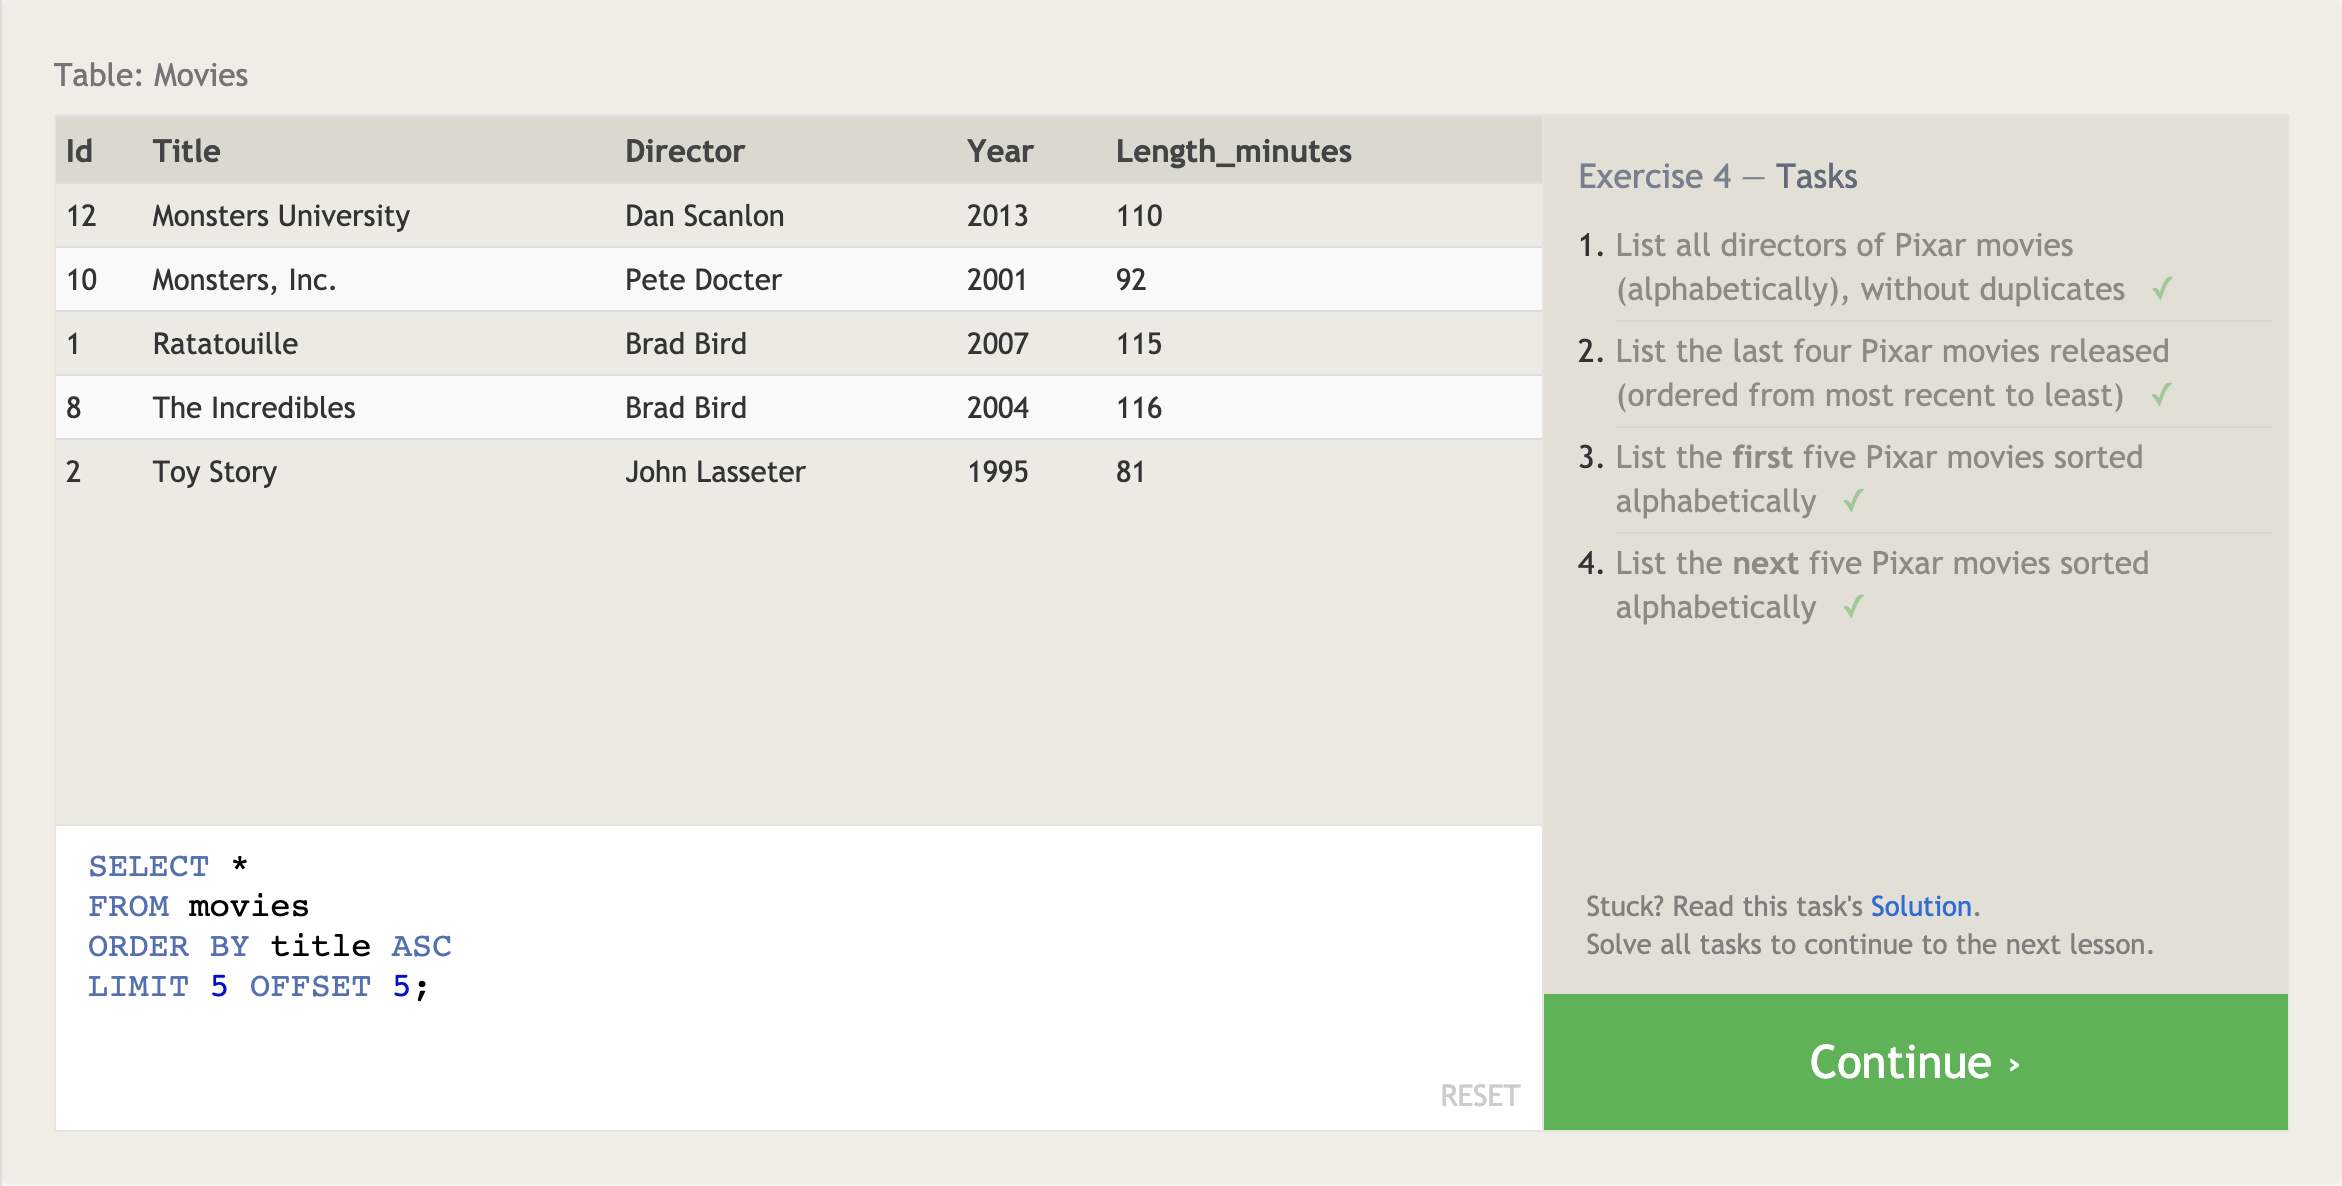 Table: Movies
Id Title Director Year Length_minutes
12 Monsters University Dan Scanlon 2013 110
10 Monsters, Inc. Pete Docter 2001 92
1 Ratatouille Brad Bird 2007 115
8 The Incredibles Brad Bird 2004 116
2 Toy Story John Lasseter 1995 81
SELECT *
FROM movies
ORDER BY title ASC
LIMIT 5 OFFSET 5;
RESET
Exercise 4 — Tasks
1. List all directors of Pixar movies
(alphabetically), without duplicates ✓
2. List the last four Pixar movies released
(ordered from most recent to least) ✓
3. List the first five Pixar movies sorted
alphabetically ✓
4. List the next five Pixar movies sorted
alphabetically ✓
Stuck? Read this task's Solution.
Solve all tasks to continue to the next lesson.
Continue ›